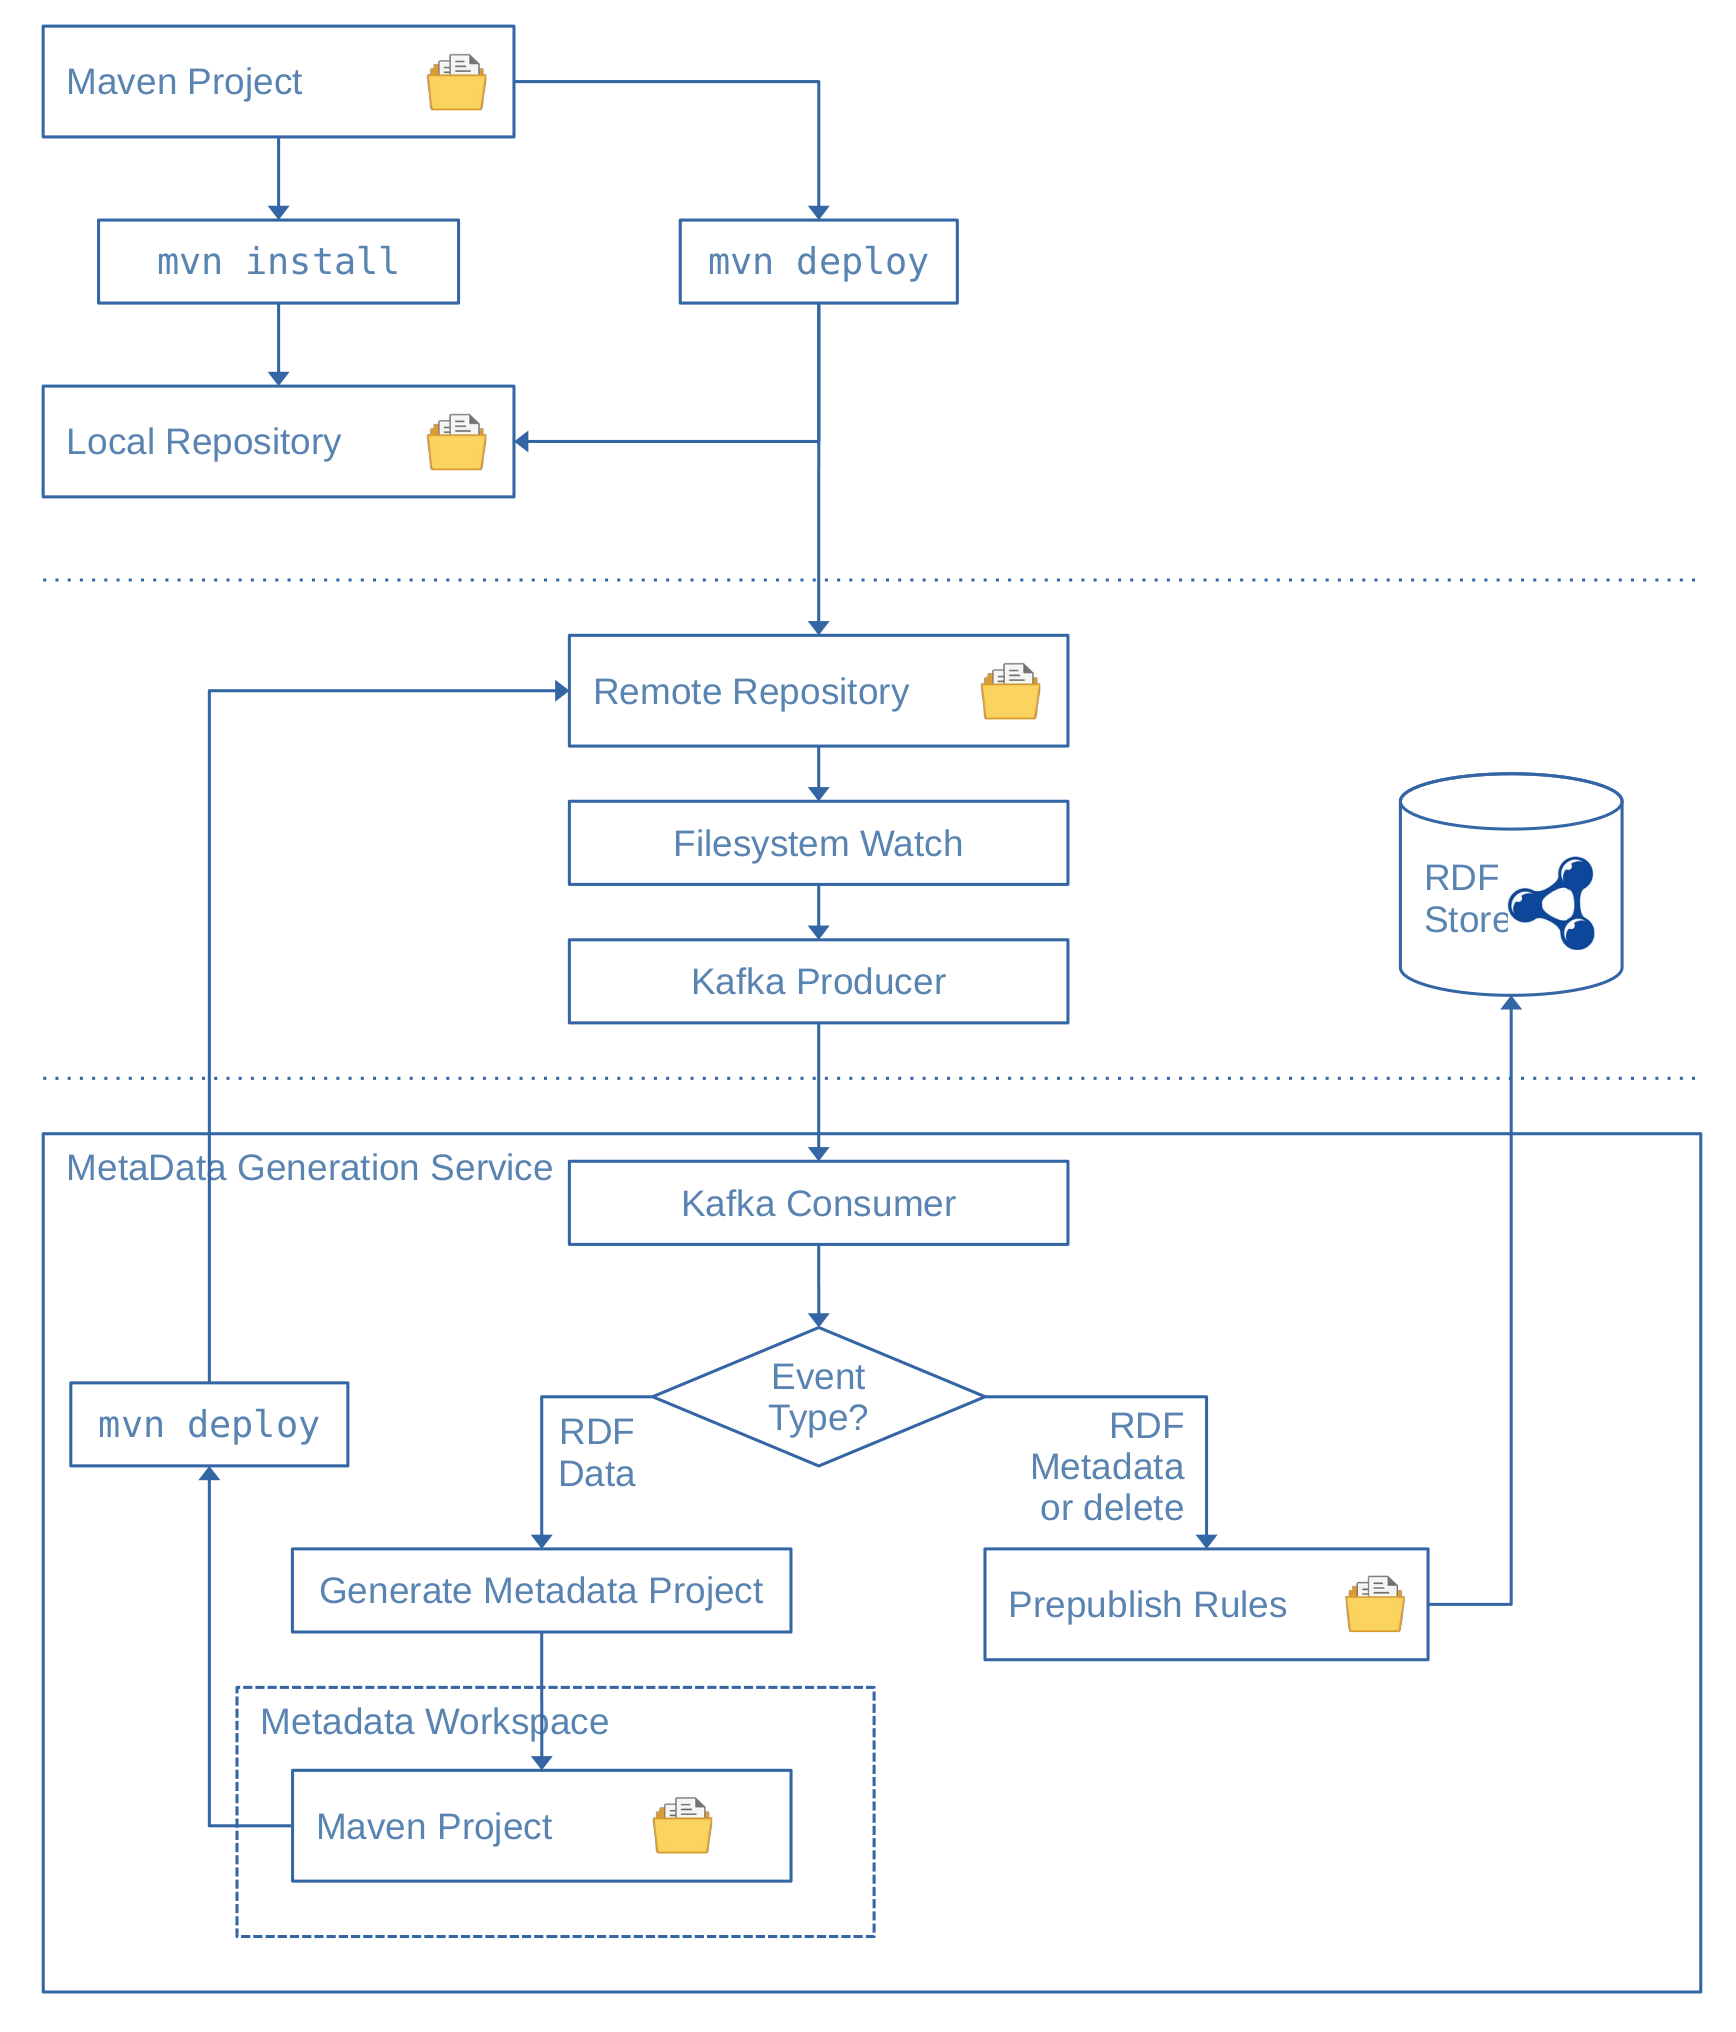 Maven Project
mvn install
mvn deploy
Local Repository
Remote Repository
Filesystem Watch
RDF
Store
Kafka Producer
MetaData Generation Service
Kafka Consumer
Event
Type?
mvn deploy
RDF
Data
RDF
Metadata
or delete
Generate Metadata Project
Prepublish Rules
Metadata Workspace
Maven Project